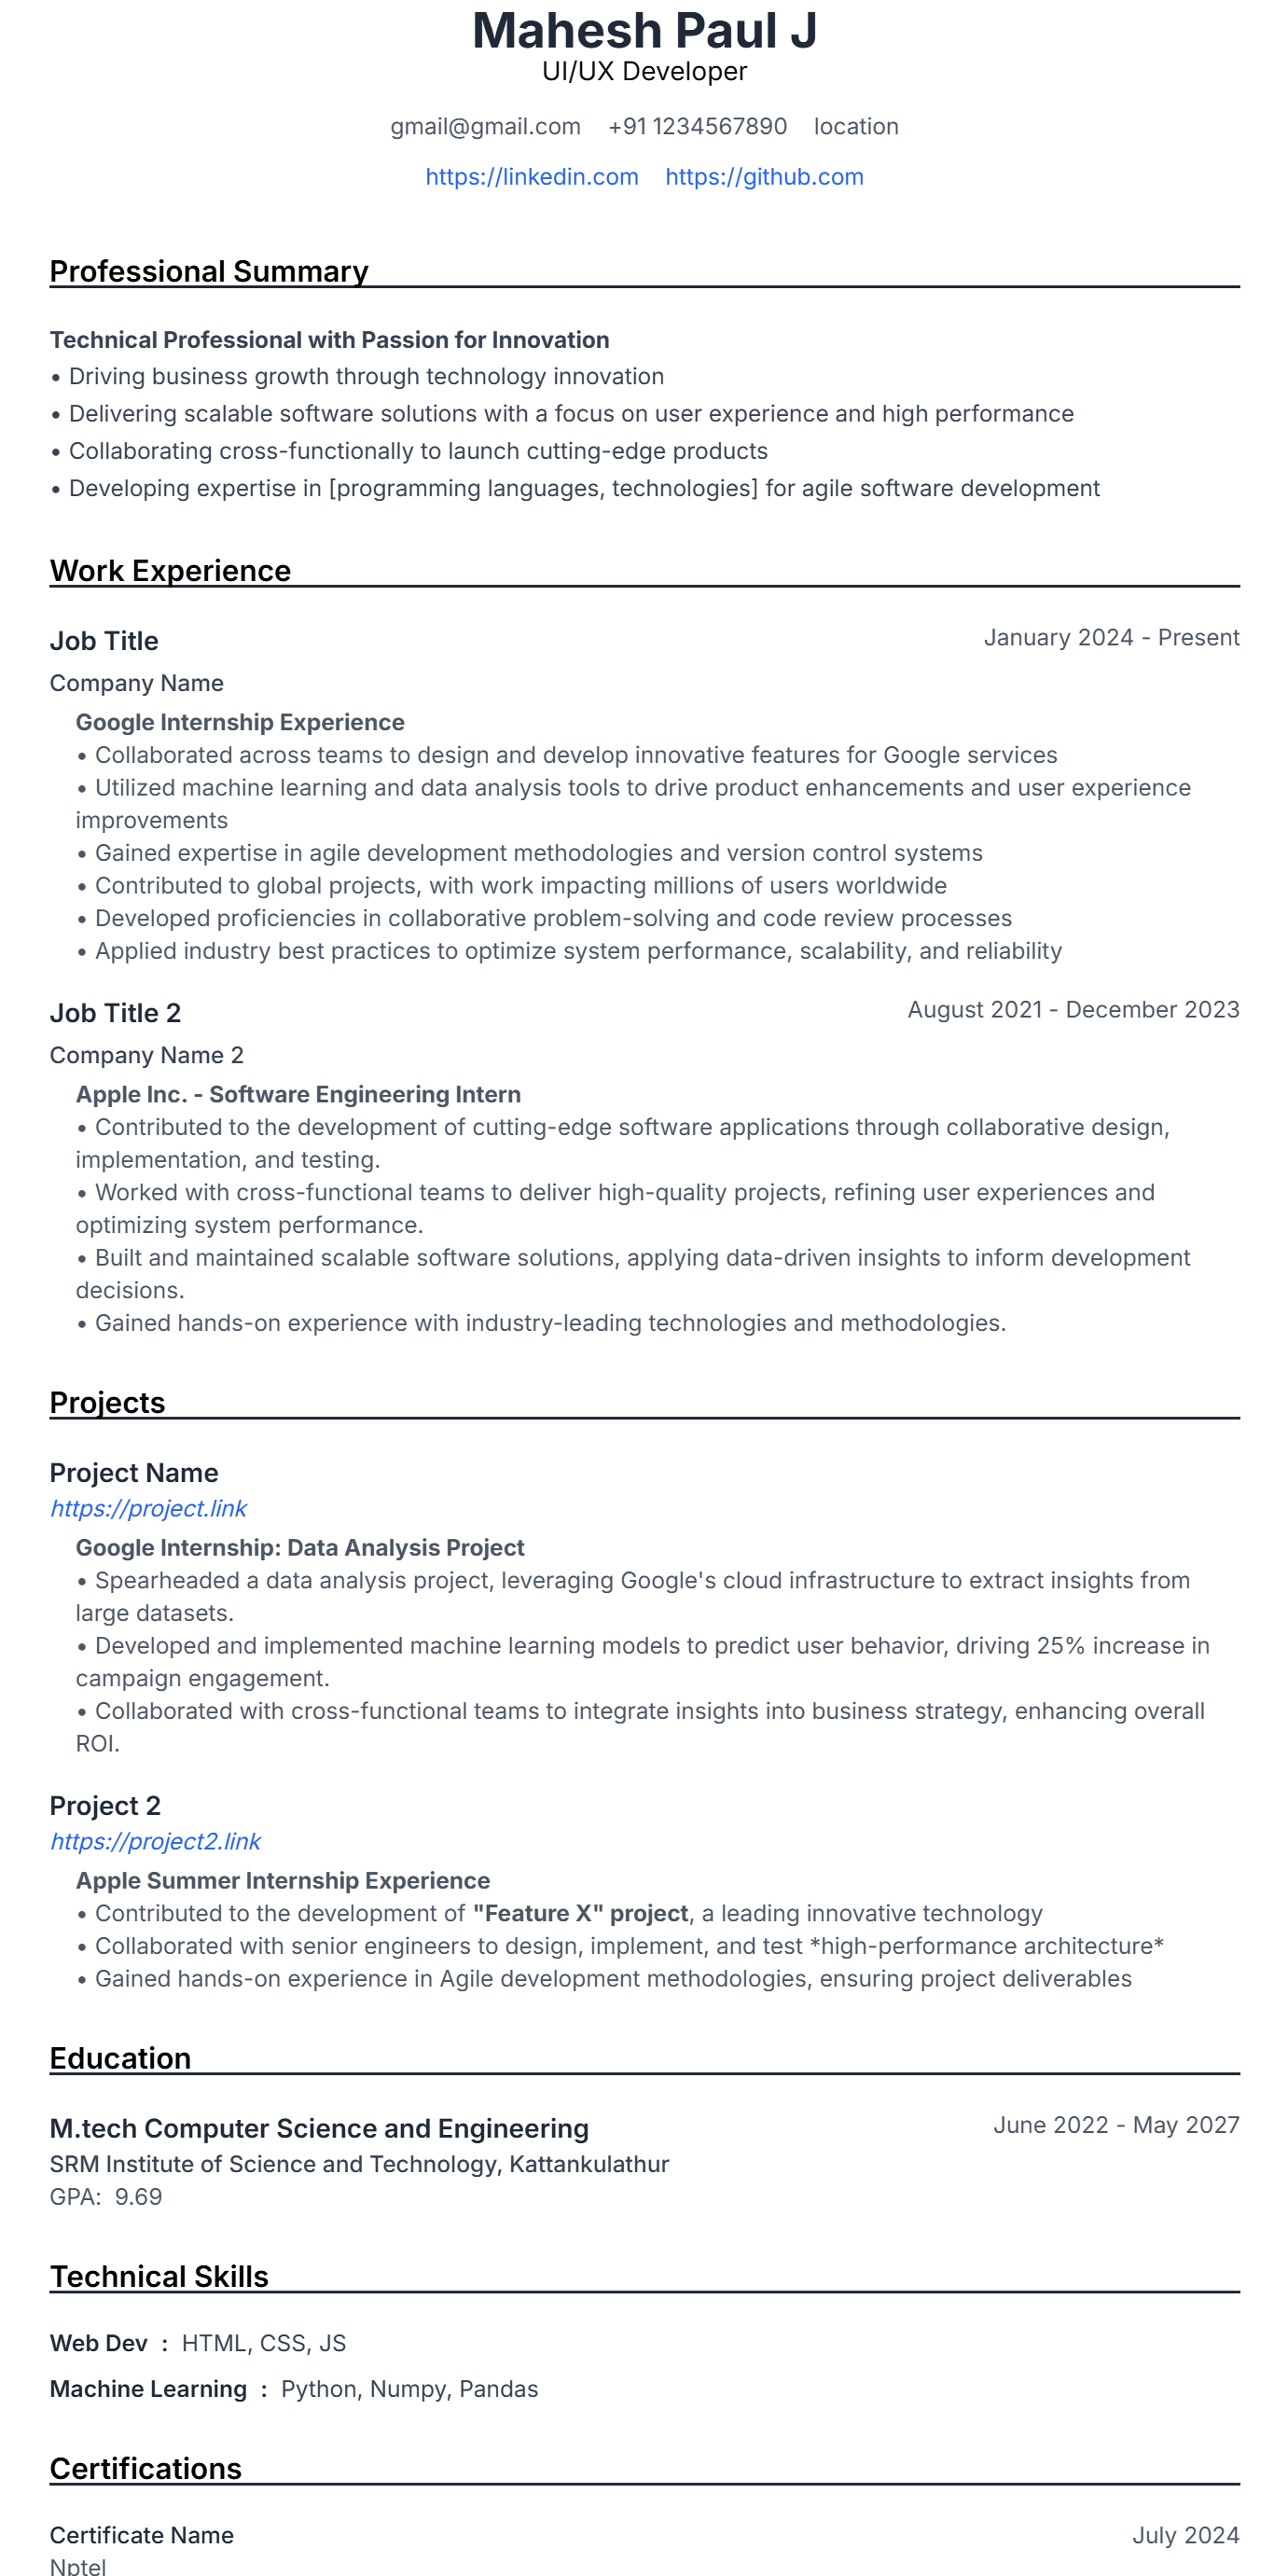 Mahesh Paul J
UI/UX Developer
gmail@gmail.com +91 1234567890 location
https://linkedin.com https://github.com
Professional Summary
Technical Professional with Passion for Innovation
• Driving business growth through technology innovation
• Delivering scalable software solutions with a focus on user experience and high performance
• Collaborating cross-functionally to launch cutting-edge products
• Developing expertise in [programming languages, technologies] for agile software development
Work Experience
Job Title January 2024 - Present
Company Name
Google Internship Experience
• Collaborated across teams to design and develop innovative features for Google services
• Utilized machine learning and data analysis tools to drive product enhancements and user experience
improvements
• Gained expertise in agile development methodologies and version control systems
• Contributed to global projects, with work impacting millions of users worldwide
• Developed proficiencies in collaborative problem-solving and code review processes
• Applied industry best practices to optimize system performance, scalability, and reliability
Job Title 2 August 2021 - December 2023
Company Name 2
Apple Inc. - Software Engineering Intern
• Contributed to the development of cutting-edge software applications through collaborative design,
implementation, and testing.
• Worked with cross-functional teams to deliver high-quality projects, refining user experiences and
optimizing system performance.
• Built and maintained scalable software solutions, applying data-driven insights to inform development
decisions.
• Gained hands-on experience with industry-leading technologies and methodologies.
Projects
Project Name
https://project.link
Google Internship: Data Analysis Project
• Spearheaded a data analysis project, leveraging Google's cloud infrastructure to extract insights from
large datasets.
• Developed and implemented machine learning models to predict user behavior, driving 25% increase in
campaign engagement.
• Collaborated with cross-functional teams to integrate insights into business strategy, enhancing overall
ROI.
Project 2
https://project2.link
Apple Summer Internship Experience
• Contributed to the development of "Feature X" project, a leading innovative technology
• Collaborated with senior engineers to design, implement, and test *high-performance architecture*
• Gained hands-on experience in Agile development methodologies, ensuring project deliverables
Education
M.tech Computer Science and Engineering June 2022 - May 2027
SRM Institute of Science and Technology, Kattankulathur
GPA: 9.69
Technical Skills
Web Dev : HTML, CSS, JS
Machine Learning : Python, Numpy, Pandas
Certifications
Certificate Name July 2024
Nptel